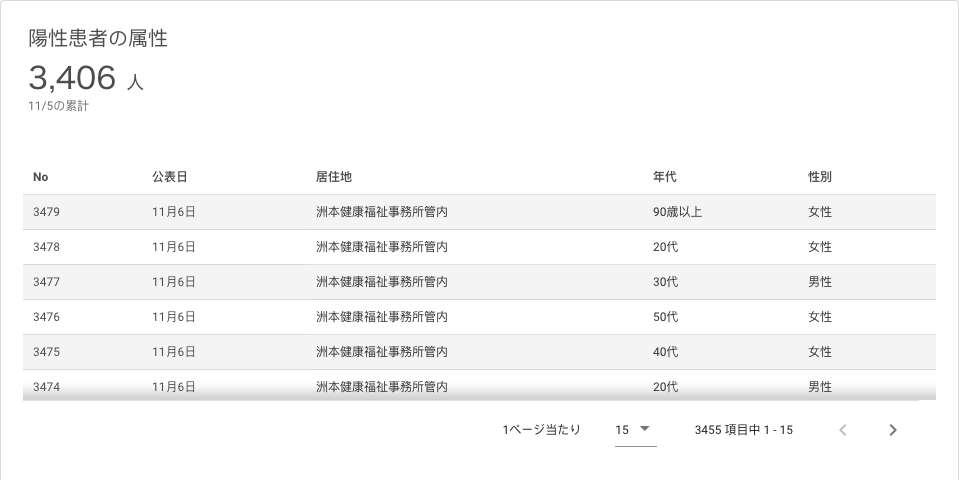 陽性患者の属性
3,406 人
11/5の累計
No 公表日 居住地 年代 性別
3479 11月6日 洲本健康福祉事務所管内 90歳以上 女性
3478 11月6日 洲本健康福祉事務所管内 20代 女性
3477 11月6日 洲本健康福祉事務所管内 30代 男性
3476 11月6日 洲本健康福祉事務所管内 50代 女性
3475 11月6日 洲本健康福祉事務所管内 40代 女性
3474 11月6日 洲本健康福祉事務所管内 20代 男性
1ページ当たり 15 3455 項目中 1 - 15